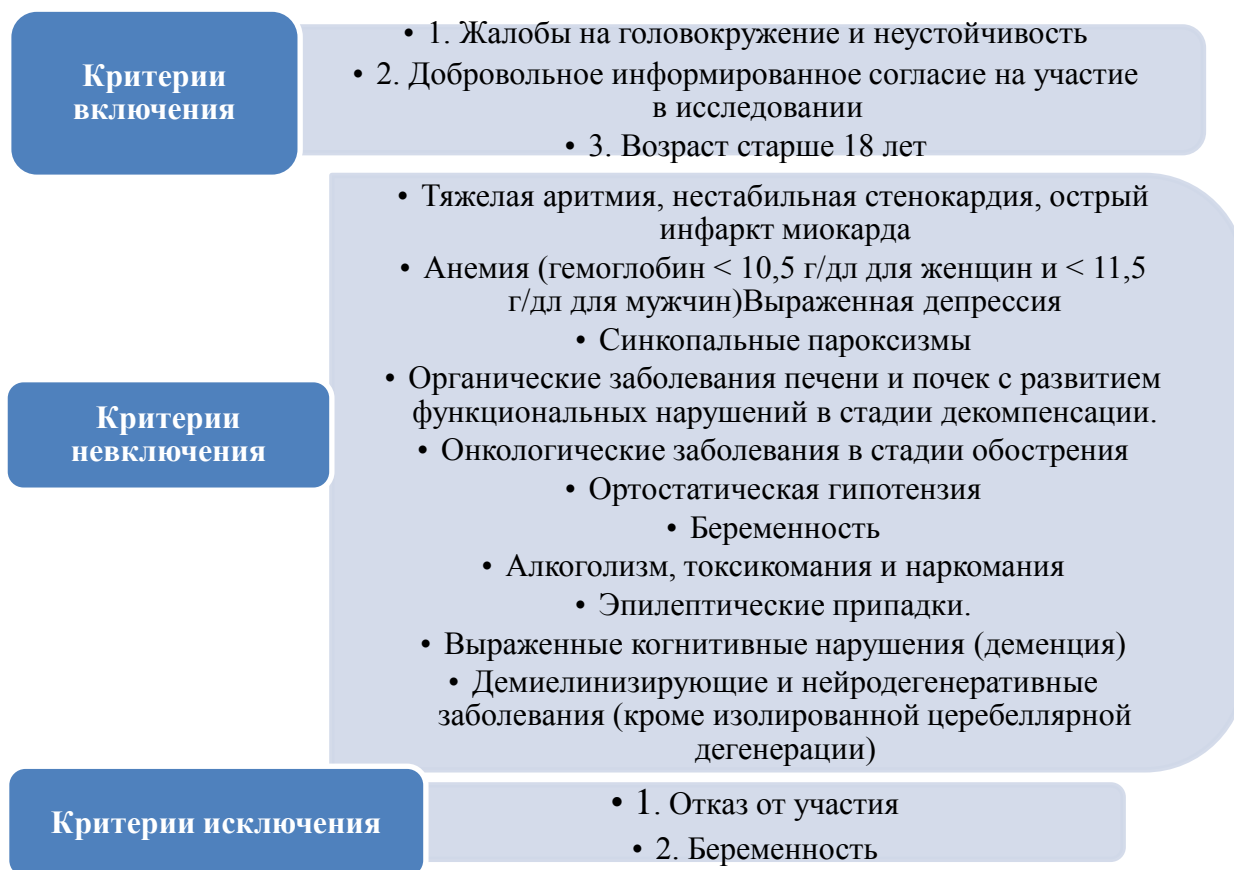 Критерии
включения
• 1. Жалобы на головокружение и неустойчивость
• 2. Добровольное информированное согласие на участие
в исследовании
• 3. Возраст старше 18 лет
Критерии
невключения
• Тяжелая аритмия, нестабильная стенокардия, острый
инфаркт миокарда
• Анемия (гемоглобин < 10,5 г/дл для женщин и < 11,5
г/дл для мужчин)Выраженная депрессия
• Синкопальные пароксизмы
• Органические заболевания печени и почек с развитием
функциональных нарушений в стадии декомпенсации.
• Онкологические заболевания в стадии обострения
• Ортостатическая гипотензия
• Беременность
• Алкоголизм, токсикомания и наркомания
• Эпилептические припадки.
• Выраженные когнитивные нарушения (деменция)
• Демиелинизирующие и нейродегенеративные
заболевания (кроме изолированной церебеллярной
дегенерации)
Критерии исключения
• 1. Отказ от участия
• 2. Беременность